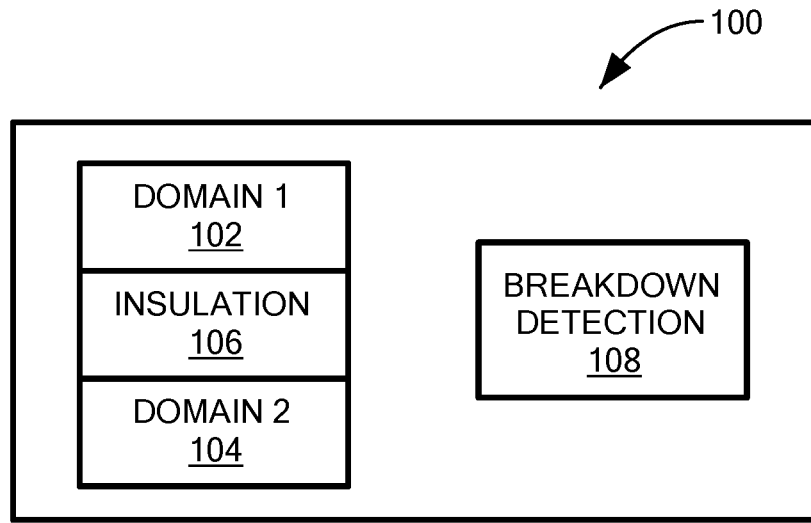 100
DOMAIN 1
102
INSULATION
106
DOMAIN 2
104
BREAKDOWN
DETECTION
108